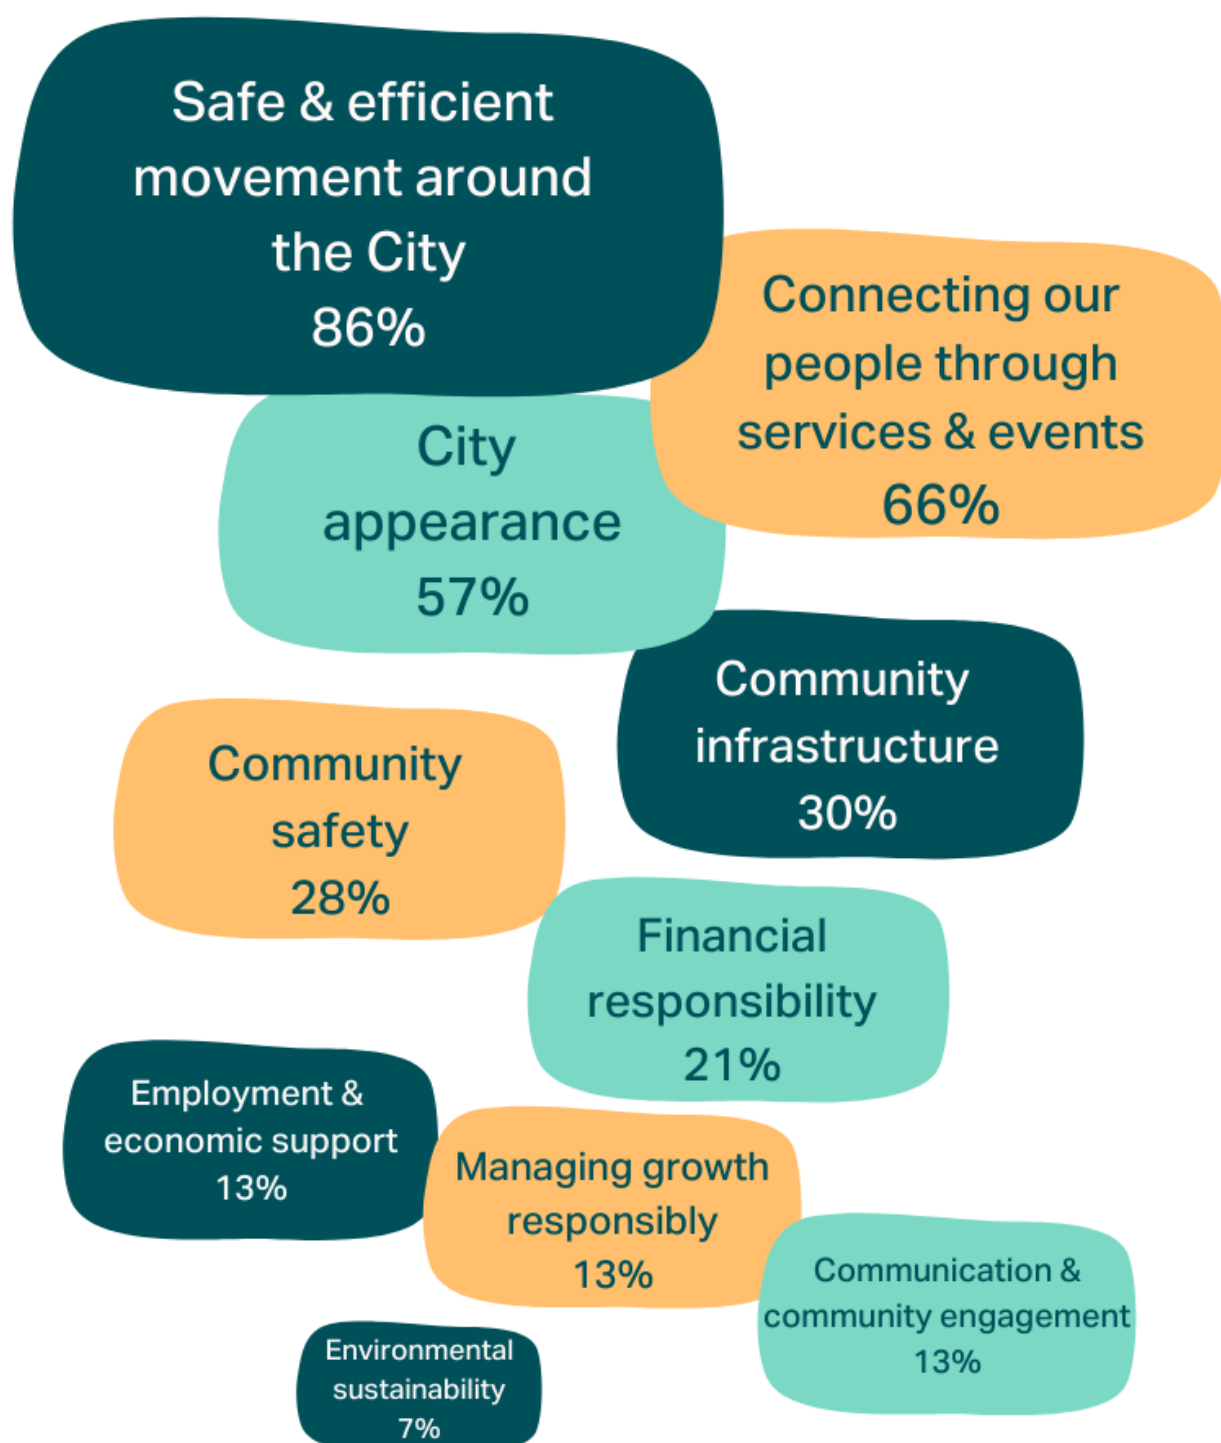 Safe & efficient
movement around
the City
86%
Connecting our
people through
services & events
66%
City
appearance
57%
Community
infrastructure
30%
Community
safety
28%
Financial
responsibility
21%
Employment &
economic support
13%
Managing growth
responsibly
13%
Communication &
community engagement
13%
Environmental
sustainability
7%